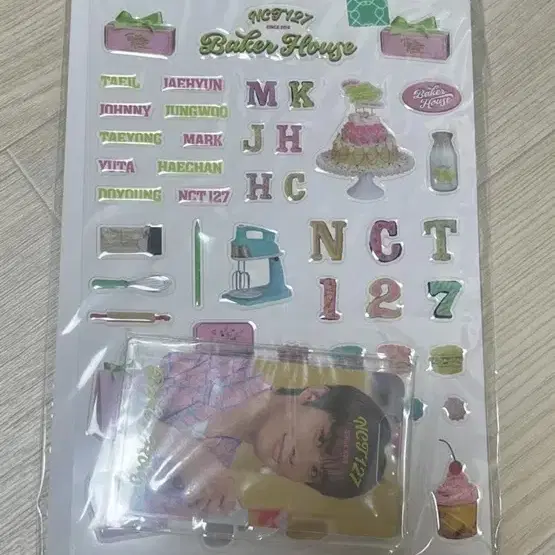 NCT127
SINCE 2016
Baker House
TAEIL JAEHYUN
JOHNNY JUNGWOO
TAEYONG MARK
YUTA HAECHAN
DOYOUNG NCT127
M K
J H
H C
Baker
House
N C T
1 2 7
NCT 127